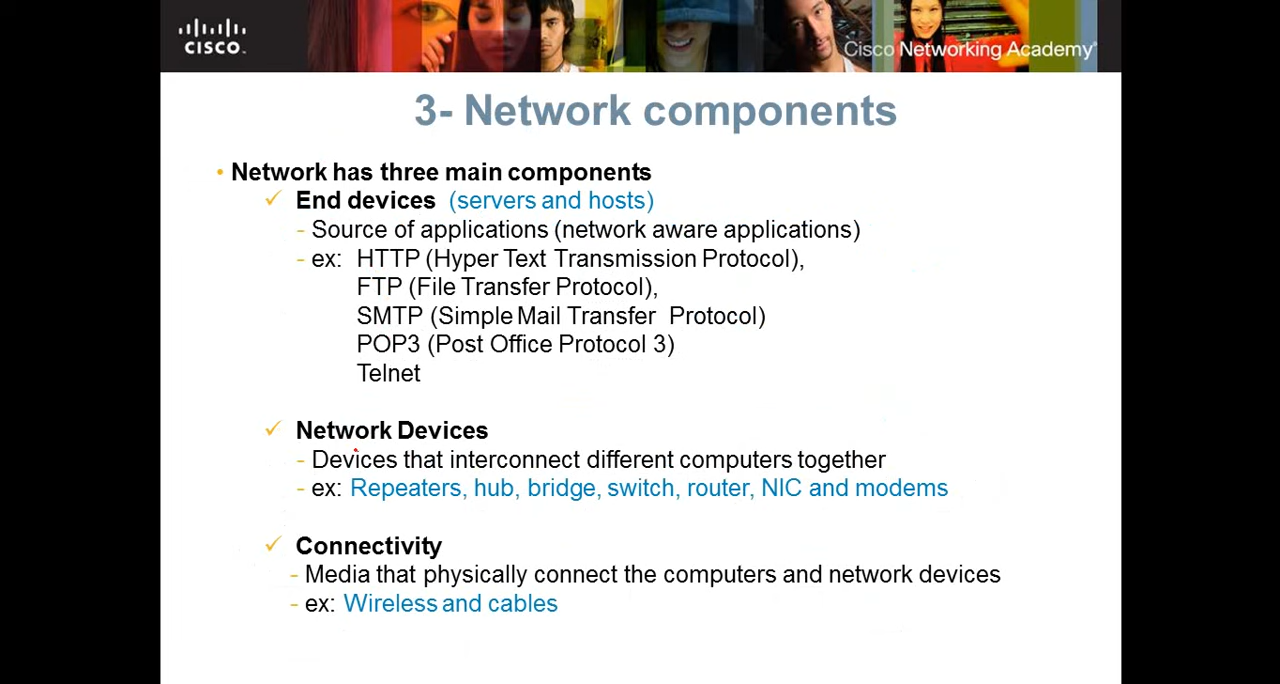 CISCO
Cisco Networking Academy
3- Network components
• Network has three main components
✓ End devices (servers and hosts)
- Source of applications (network aware applications)
- ex: HTTP (Hyper Text Transmission Protocol),
FTP (File Transfer Protocol),
SMTP (Simple Mail Transfer Protocol)
POP3 (Post Office Protocol 3)
Telnet
✓ Network Devices
- Devices that interconnect different computers together
- ex: Repeaters, hub, bridge, switch, router, NIC and modems
✓ Connectivity
- Media that physically connect the computers and network devices
- ex: Wireless and cables